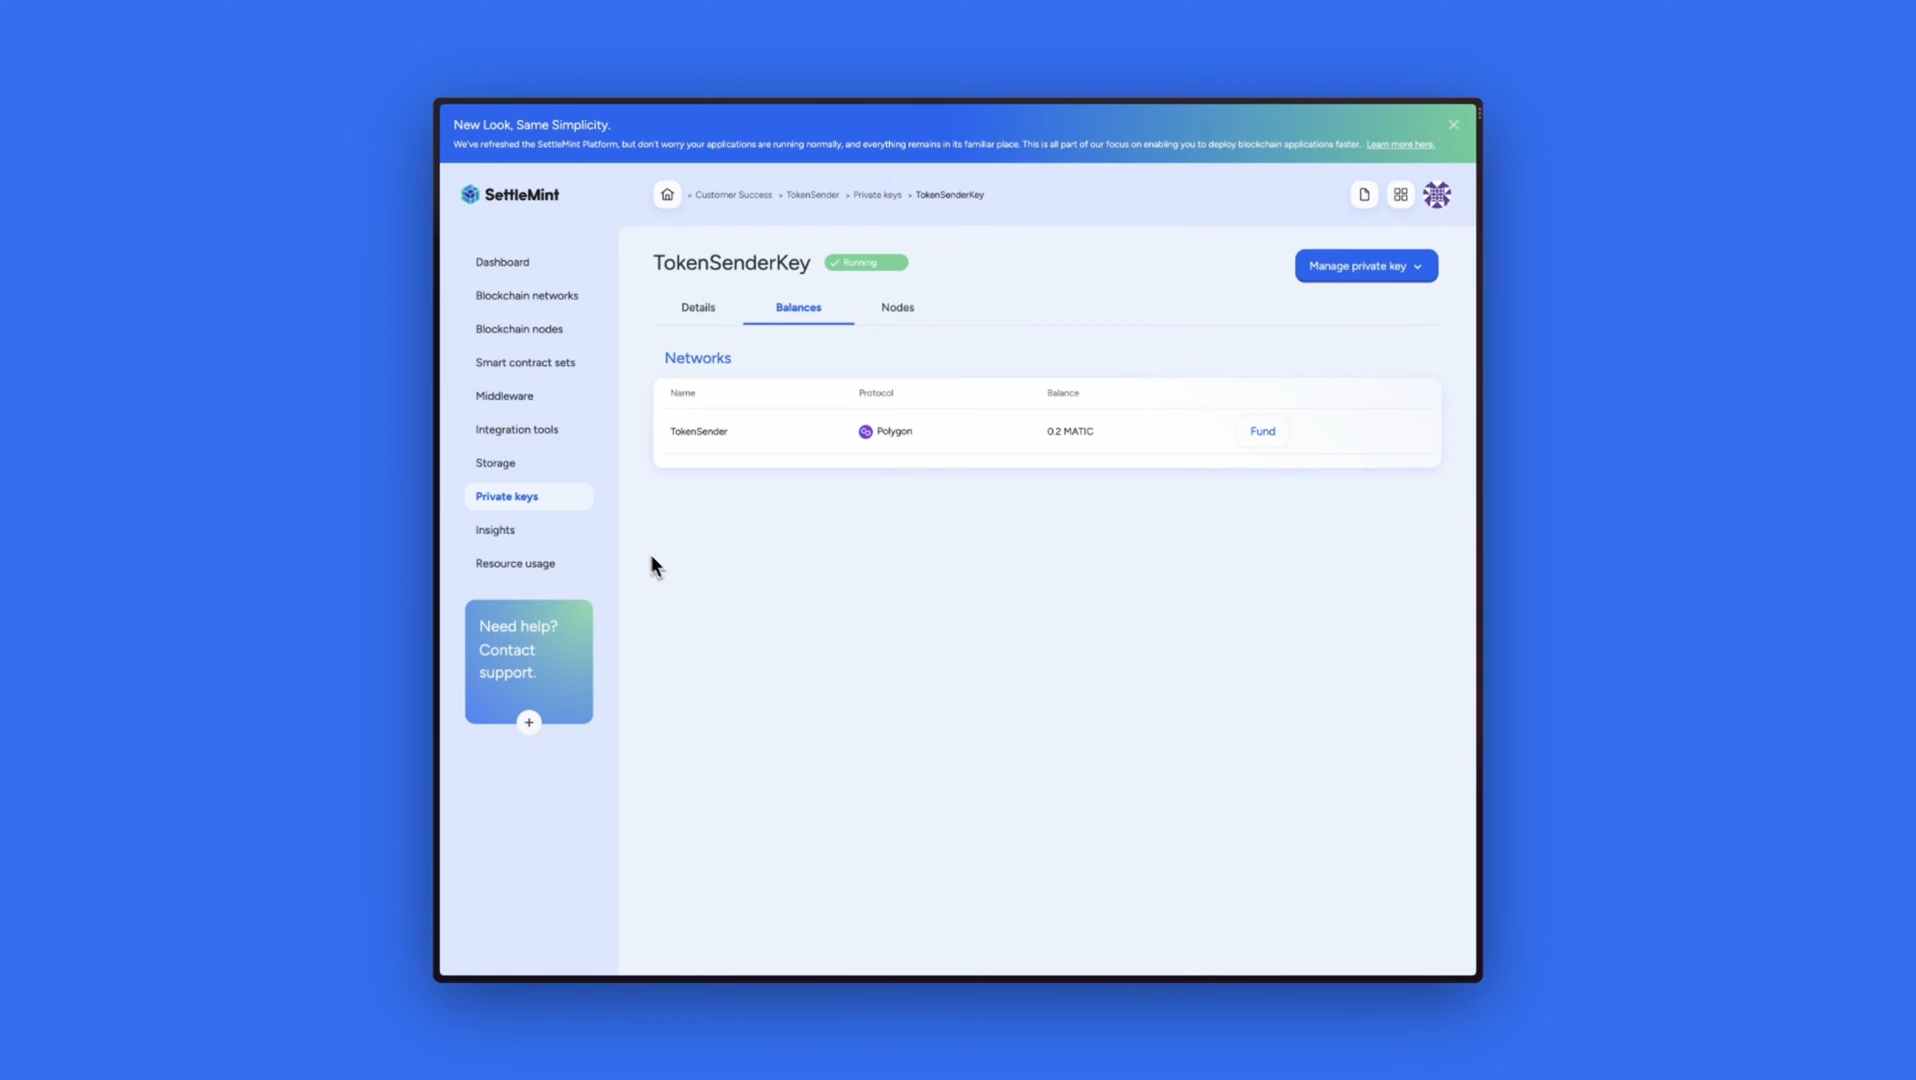 New Look, Same Simplicity.
We've refreshed the SettleMint Platform, but don't worry your applications are running normally, and everything remains in its familiar place. This is all part of our focus on enabling you to deploy blockchain applications faster. Learn more here.
SettleMint
> Customer Success > TokenSender > Private keys > TokenSenderKey
Dashboard
Blockchain networks
Blockchain nodes
Smart contract sets
Middleware
Integration tools
Storage
Private keys
Insights
Resource usage
Need help?
Contact
support.
TokenSenderKey Running
Manage private key
Details Balances Nodes
Networks
Name Protocol Balance
TokenSender Polygon 0.2 MATIC Fund